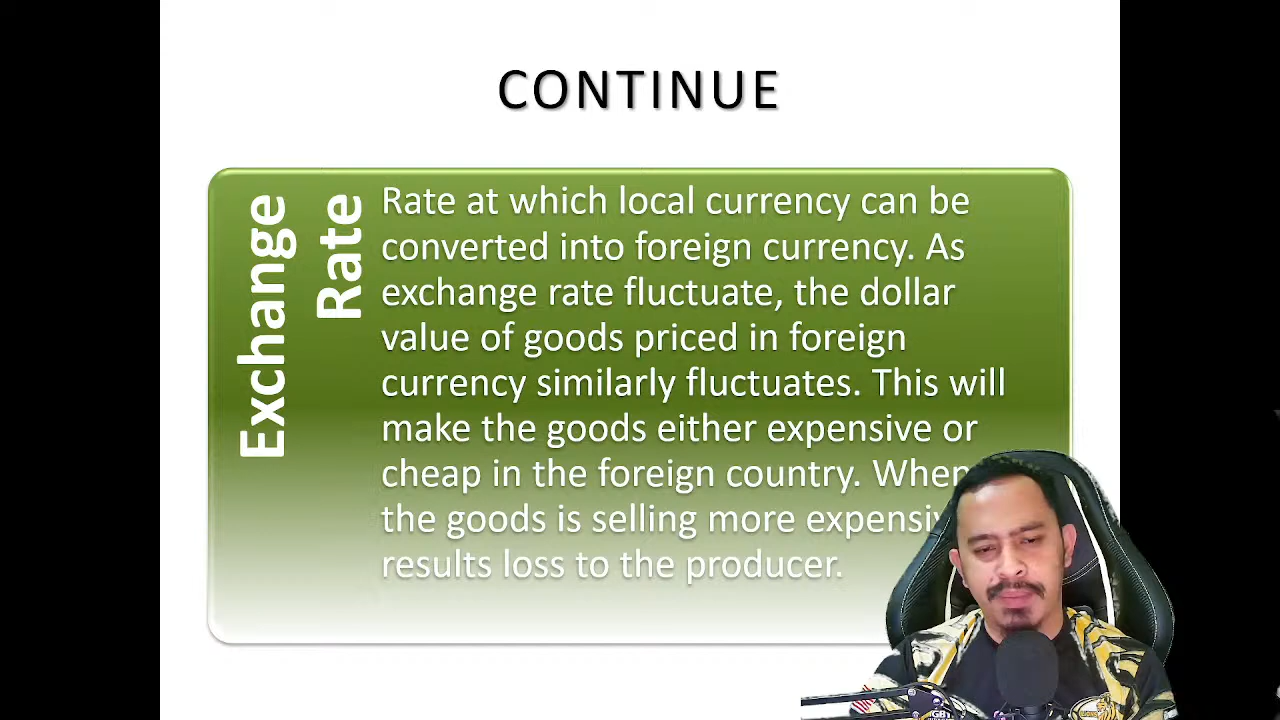 CONTINUE
Exchange
Rate
Rate at which local currency can be
converted into foreign currency. As
exchange rate fluctuate, the dollar
value of goods priced in foreign
currency similarly fluctuates. This will
make the goods either expensive or
cheap in the foreign country. When
the goods is selling more
results loss to the producer.